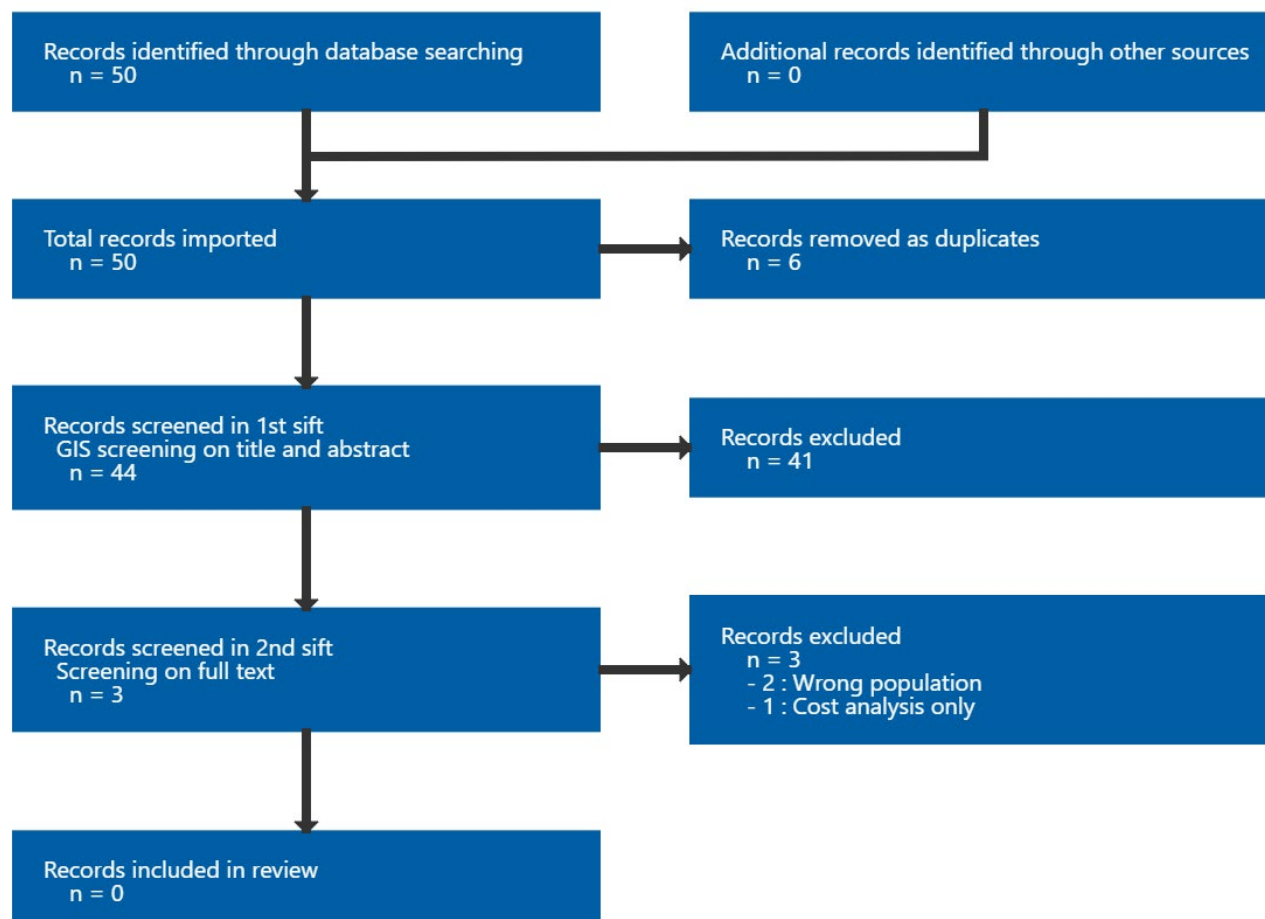 Records identified through database searching
n = 50
Additional records identified through other sources
n = 0
Total records imported
n = 50
Records removed as duplicates
n = 6
Records screened in 1st sift
GIS screening on title and abstract
n = 44
Records excluded
n = 41
Records screened in 2nd sift
Screening on full text
n = 3
Records excluded
n = 3
- 2 : Wrong population
- 1 : Cost analysis only
Records included in review
n = 0